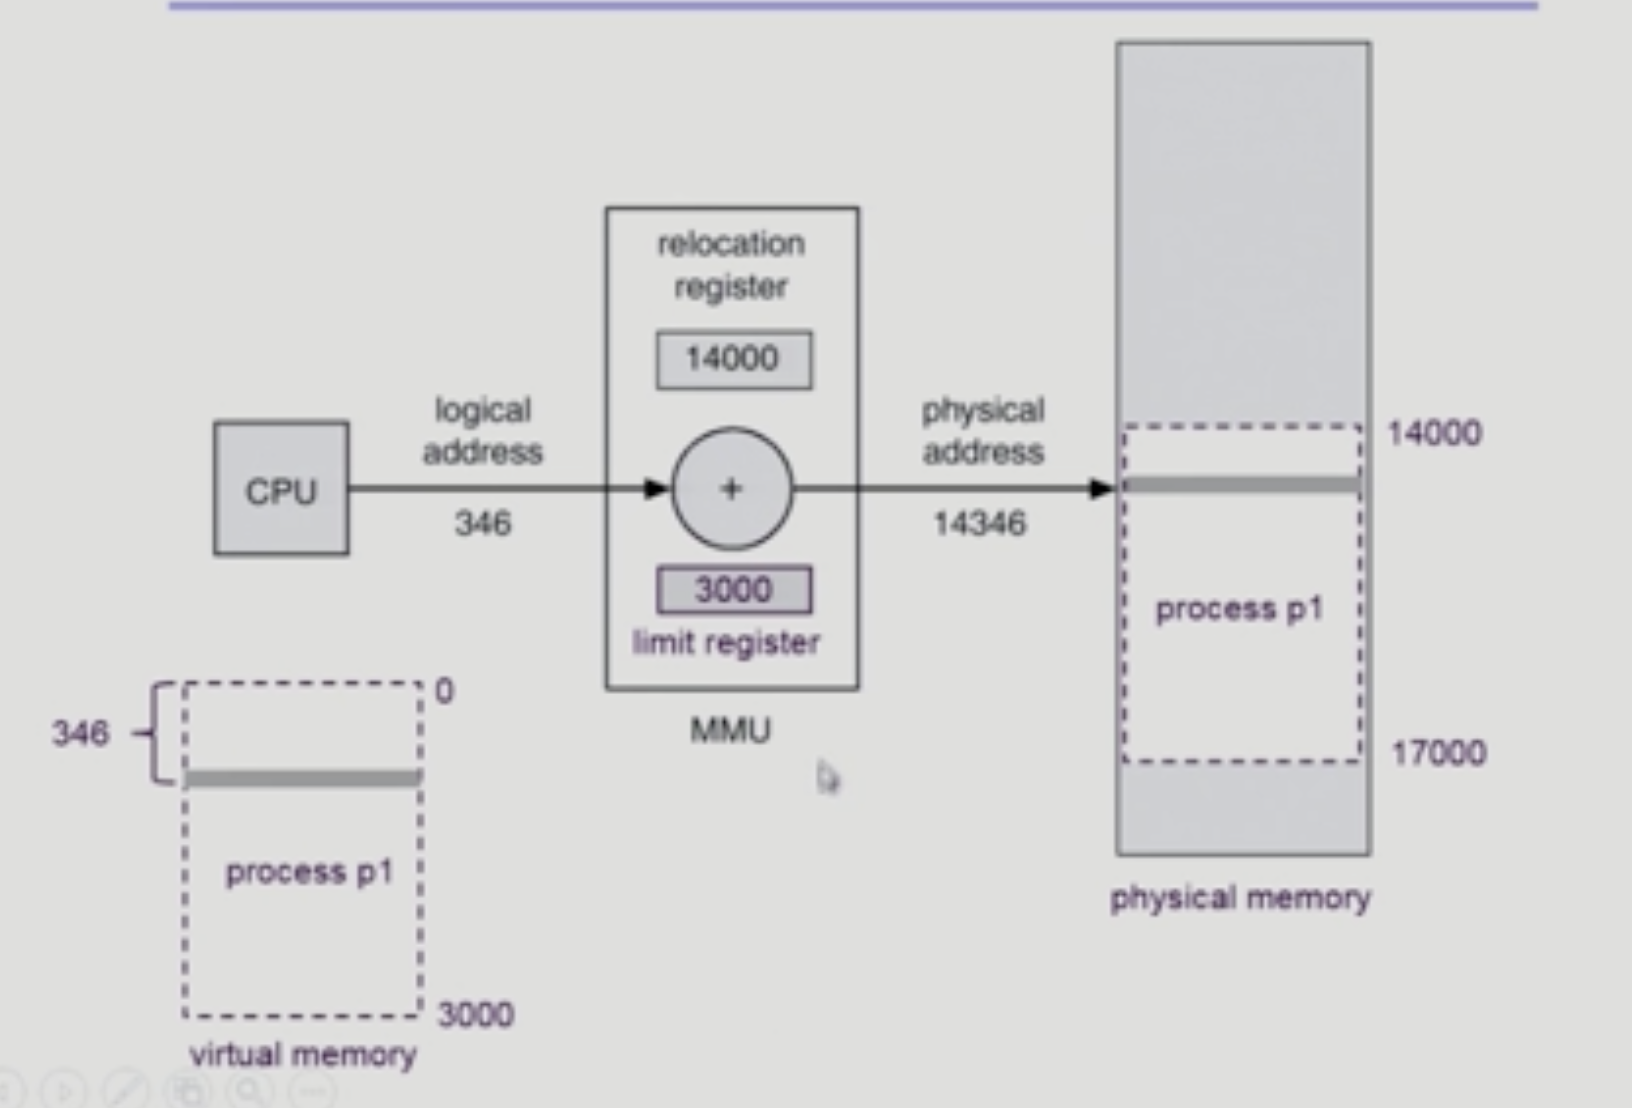 relocation
register
14000
logical
address
physical
address
14000
CPU
+
346
14346
3000
limit register
process p1
0
346
MMU
17000
process p1
physical memory
3000
virtual memory